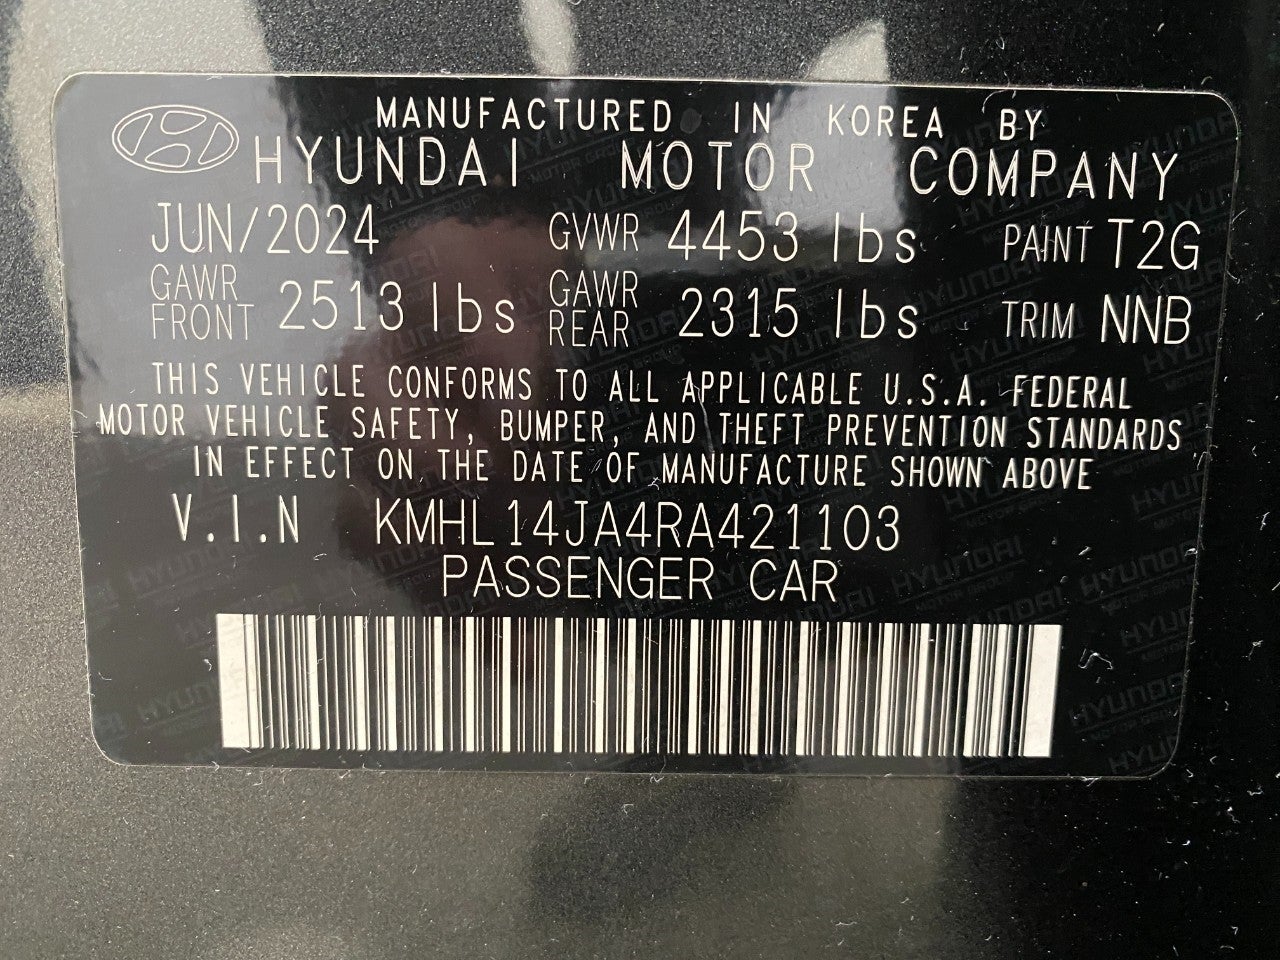 MANUFACTURED IN KOREA BY
HYUNDAI MOTOR COMPANY
JUN/2024 GVWR 4453 lbs PAINT T2G
GAWR FRONT 2513 lbs GAWR REAR 2315 lbs TRIM NNB
THIS VEHICLE CONFORMS TO ALL APPLICABLE U.S.A. FEDERAL
MOTOR VEHICLE SAFETY, BUMPER, AND THEFT PREVENTION STANDARDS
IN EFFECT ON THE DATE OF MANUFACTURE SHOWN ABOVE
V.I.N KMHL14JA4RA421103
PASSENGER CAR